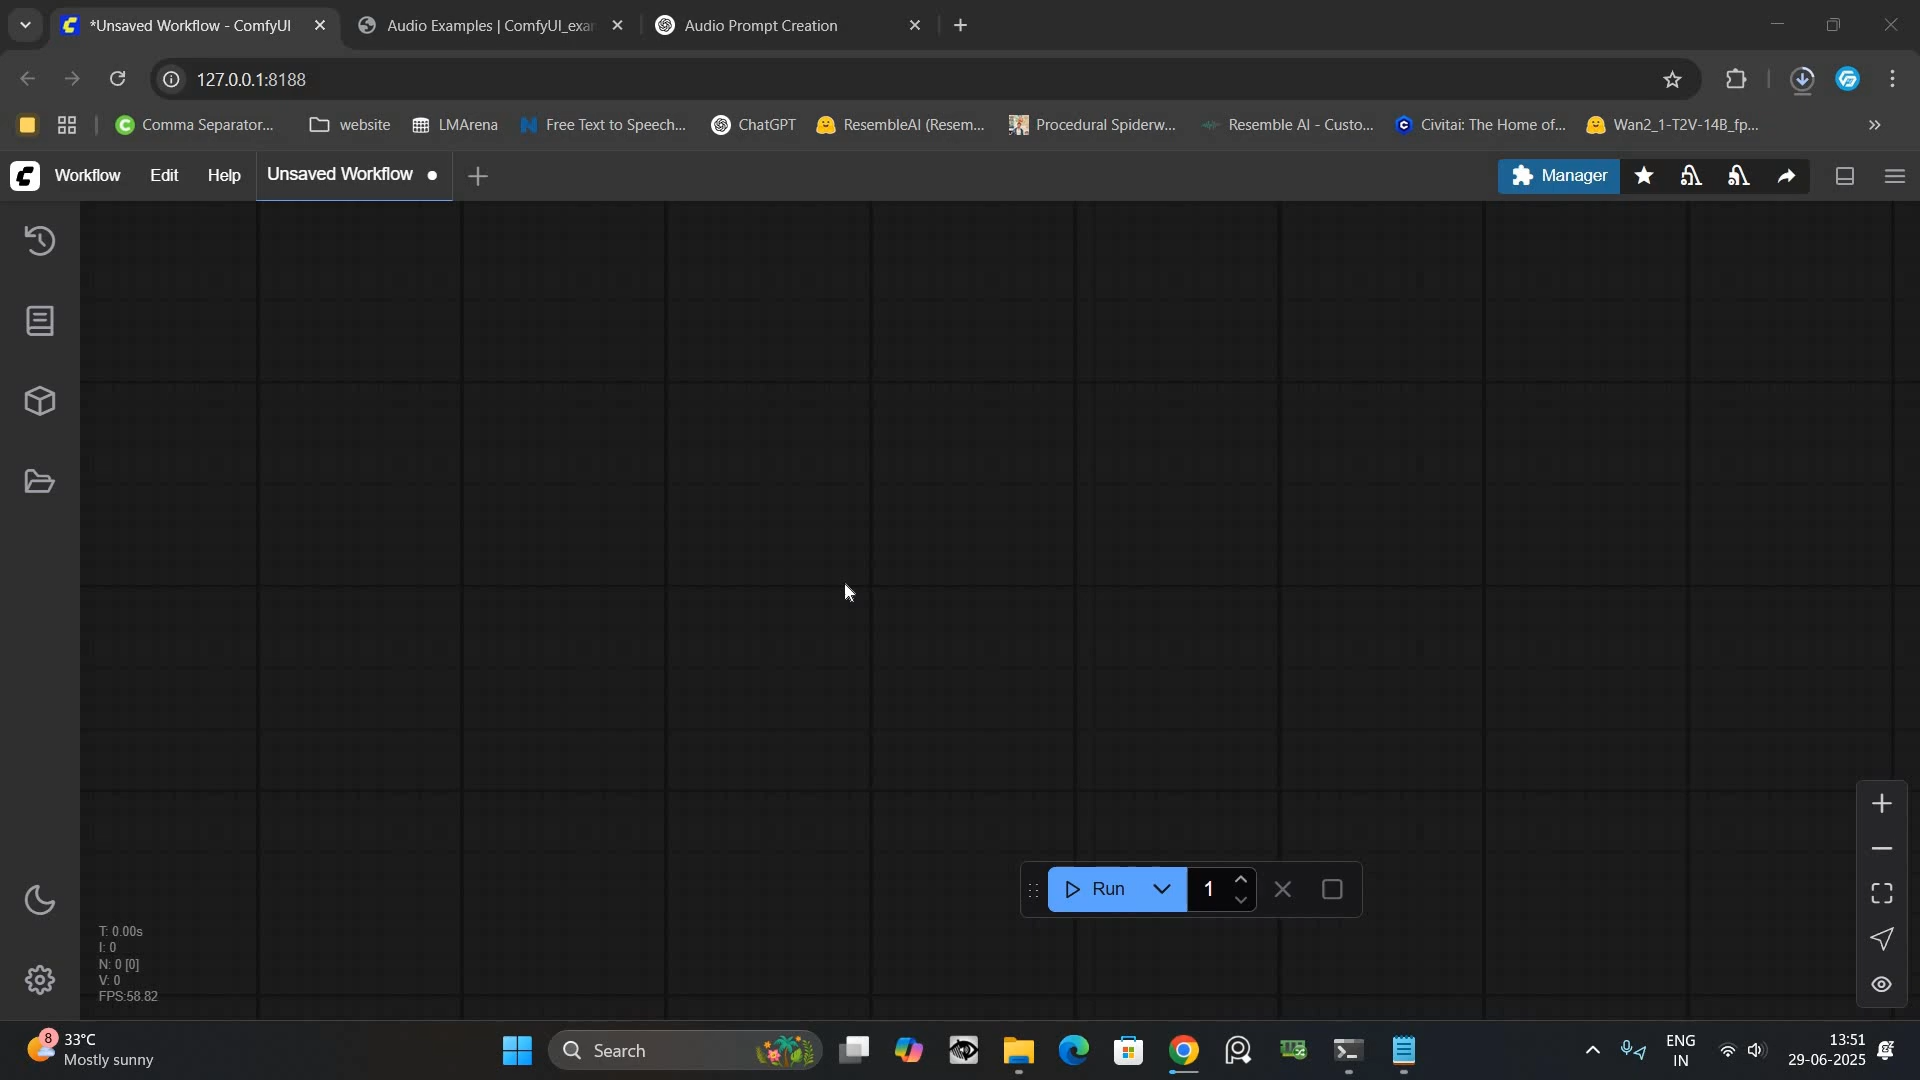 *Unsaved Workflow - ComfyUI
Audio Examples | ComfyUI_exar
Audio Prompt Creation
127.0.0.1:8188
Comma Separator...
website
LMArena
Free Text to Speech...
ChatGPT
ResembleAI (Resem...
Procedural Spiderw...
Resemble AI - Custo...
Civitai: The Home of...
Wan2_1-T2V-14B_fp...
Workflow
Edit
Help
Unsaved Workflow
Manager
Run
1
T: 0.00s
I: 0
N: 0 [0]
V: 0
FPS:58.82
8
33°C
Mostly sunny
Search
ENG
IN
13:51
29-06-2025